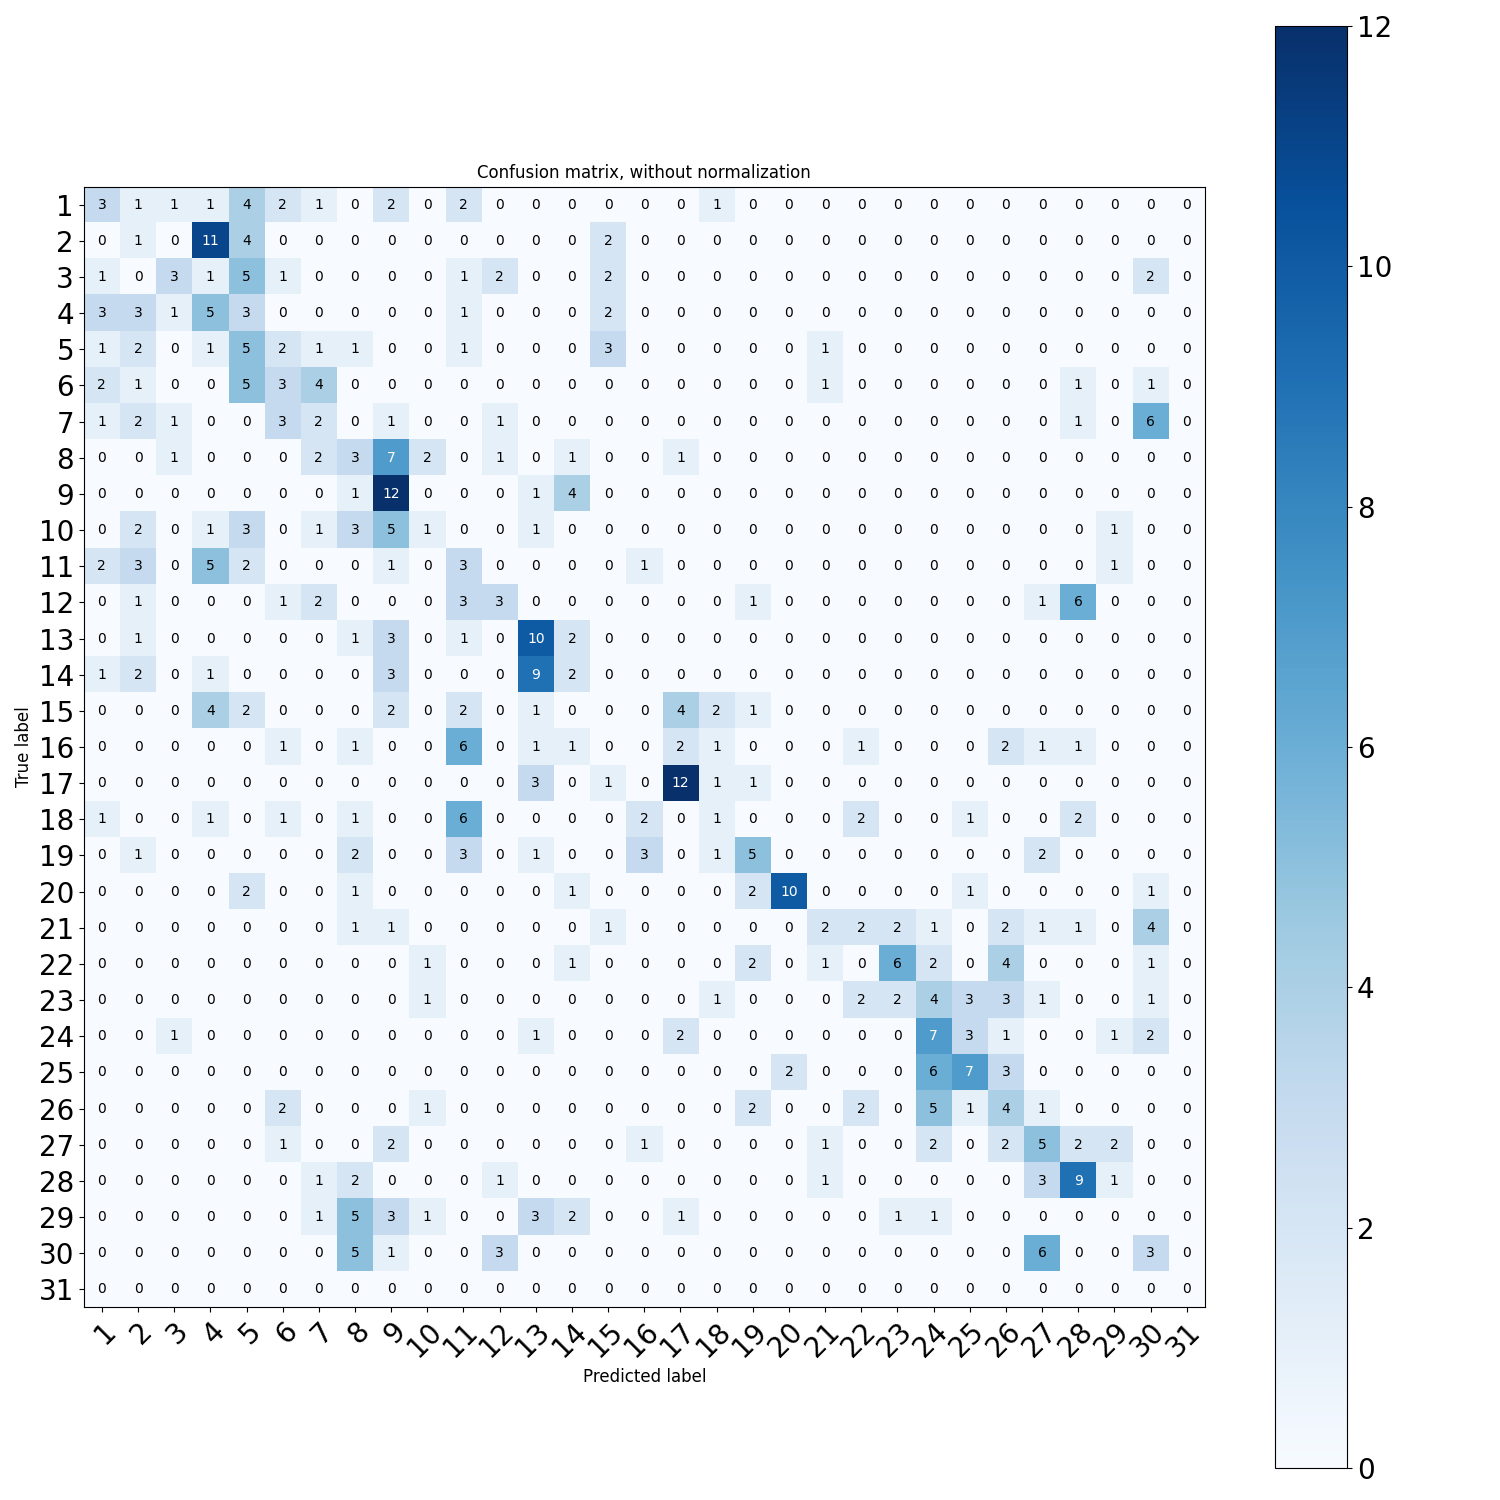 Confusion matrix, without normalization
1 3 1 1 1 4 2 1 0 2 0 2 0 0 0 0 0 0 1 0 0 0 0 0 0 0 0 0 0 0 0 0
2 0 1 0 11 4 0 0 0 0 0 0 0 0 0 2 0 0 0 0 0 0 0 0 0 0 0 0 0 0 0 0
3 1 0 3 1 5 1 0 0 0 0 1 2 0 0 2 0 0 0 0 0 0 0 0 0 0 0 0 0 0 2 0
4 3 3 1 5 3 0 0 0 0 0 1 0 0 0 2 0 0 0 0 0 0 0 0 0 0 0 0 0 0 0 0
5 1 2 0 1 5 2 1 1 0 0 1 0 0 0 3 0 0 0 0 0 1 0 0 0 0 0 0 0 0 0 0
6 2 1 0 0 5 3 4 0 0 0 0 0 0 0 0 0 0 0 0 0 1 0 0 0 0 0 0 1 0 1 0
7 1 2 1 0 0 3 2 0 1 0 0 1 0 0 0 0 0 0 0 0 0 0 0 0 0 0 0 1 0 6 0
8 0 0 1 0 0 0 2 3 7 2 0 1 0 1 0 0 1 0 0 0 0 0 0 0 0 0 0 0 0 0 0
9 0 0 0 0 0 0 0 1 12 0 0 0 1 4 0 0 0 0 0 0 0 0 0 0 0 0 0 0 0 0 0
10 0 2 0 1 3 0 1 3 5 1 0 0 1 0 0 0 0 0 0 0 0 0 0 0 0 0 0 0 1 0 0
11 2 3 0 5 2 0 0 0 1 0 3 0 0 0 0 1 0 0 0 0 0 0 0 0 0 0 0 0 1 0 0
12 0 1 0 0 0 1 2 0 0 0 3 3 0 0 0 0 0 0 1 0 0 0 0 0 0 0 1 6 0 0 0
13 0 1 0 0 0 0 0 1 3 0 1 0 10 2 0 0 0 0 0 0 0 0 0 0 0 0 0 0 0 0 0
14 1 2 0 1 0 0 0 0 3 0 0 0 9 2 0 0 0 0 0 0 0 0 0 0 0 0 0 0 0 0 0
15 0 0 0 4 2 0 0 0 2 0 2 0 1 0 0 0 4 2 1 0 0 0 0 0 0 0 0 0 0 0 0
16 0 0 0 0 0 1 0 1 0 0 6 0 1 1 0 0 2 1 0 0 0 1 0 0 0 2 1 1 0 0 0
17 0 0 0 0 0 0 0 0 0 0 0 0 3 0 1 0 12 1 1 0 0 0 0 0 0 0 0 0 0 0 0
18 1 0 0 1 0 1 0 1 0 0 6 0 0 0 0 2 0 1 0 0 0 2 0 0 1 0 0 2 0 0 0
19 0 1 0 0 0 0 0 2 0 0 3 0 1 0 0 3 0 1 5 0 0 0 0 0 0 0 2 0 0 0 0
20 0 0 0 0 2 0 0 1 0 0 0 0 0 1 0 0 0 0 2 10 0 0 0 0 1 0 0 0 0 1 0
21 0 0 0 0 0 0 0 1 1 0 0 0 0 0 1 0 0 0 0 0 2 2 2 1 0 2 1 1 0 4 0
22 0 0 0 0 0 0 0 0 0 1 0 0 0 1 0 0 0 0 2 0 1 0 6 2 0 4 0 0 0 1 0
23 0 0 0 0 0 0 0 0 0 1 0 0 0 0 0 0 0 1 0 0 0 2 2 4 3 3 1 0 0 1 0
24 0 0 1 0 0 0 0 0 0 0 0 0 1 0 0 0 2 0 0 0 0 0 0 7 3 1 0 0 1 2 0
25 0 0 0 0 0 0 0 0 0 0 0 0 0 0 0 0 0 0 0 2 0 0 0 6 7 3 0 0 0 0 0
26 0 0 0 0 0 2 0 0 0 1 0 0 0 0 0 0 0 0 2 0 0 2 0 5 1 4 1 0 0 0 0
27 0 0 0 0 0 1 0 0 2 0 0 0 0 0 0 1 0 0 0 0 1 0 0 2 0 2 5 2 2 0 0
28 0 0 0 0 0 0 1 2 0 0 0 1 0 0 0 0 0 0 0 0 1 0 0 0 0 0 3 9 1 0 0
29 0 0 0 0 0 0 1 5 3 1 0 0 3 2 0 0 1 0 0 0 0 0 1 1 0 0 0 0 0 0 0
30 0 0 0 0 0 0 0 5 1 0 0 3 0 0 0 0 0 0 0 0 0 0 0 0 0 0 6 0 0 3 0
31 0 0 0 0 0 0 0 0 0 0 0 0 0 0 0 0 0 0 0 0 0 0 0 0 0 0 0 0 0 0 0
1 2 3 4 5 6 7 8 9 10 11 12 13 14 15 16 17 18 19 20 21 22 23 24 25 26 27 28 29 30 31
True label
Predicted label
12
10
8
6
4
2
0